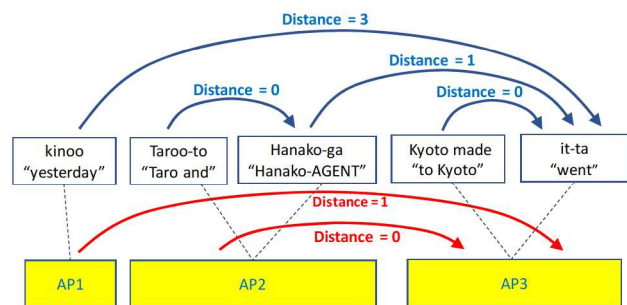 Distance = 3
Distance = 1
Distance = 0
Distance = 0
kinoo
"yesterday"
Taroo-to
"Taro and"
Hanako-ga
"Hanako-AGENT"
Kyoto made
"to Kyoto"
it-ta
"went"
Distance = 1
Distance = 0
AP1
AP2
AP3